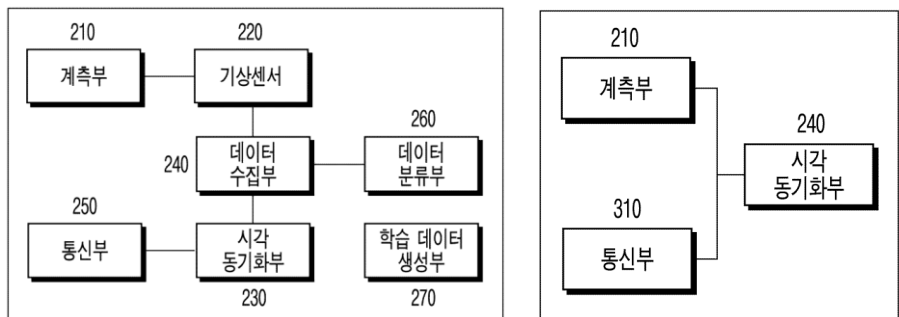 210
계측부
220
기상센서
240
데이터
수집부
260
데이터
분류부
250
통신부
시각
동기화부
230
학습 데이터
생성부
270
210
계측부
240
시각
동기화부
310
통신부